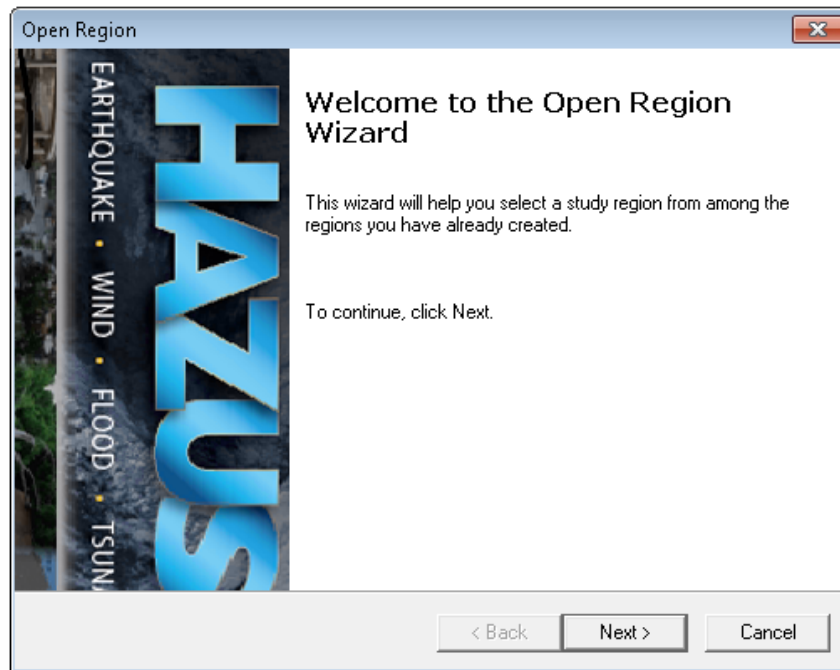 Open Region
EARTHQUAKE • WIND • FLOOD • TSUNA
HAZUS
Welcome to the Open Region
Wizard
This wizard will help you select a study region from among the
regions you have already created.
To continue, click Next.
< Back
Next >
Cancel